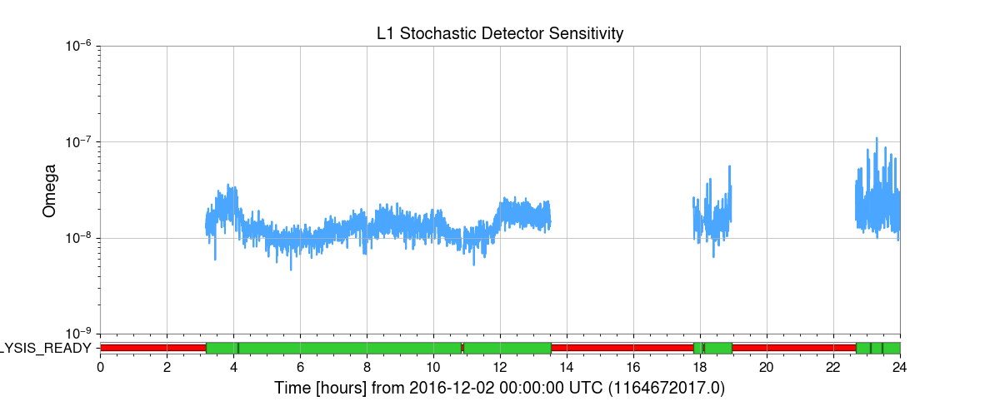 L1 Stochastic Detector Sensitivity
10⁻⁶
10⁻⁷
10⁻⁸
10⁻⁹
Omega
LYSIS_READY
0 2 4 6 8 10 12 14 16 18 20 22 24
Time [hours] from 2016-12-02 00:00:00 UTC (1164672017.0)